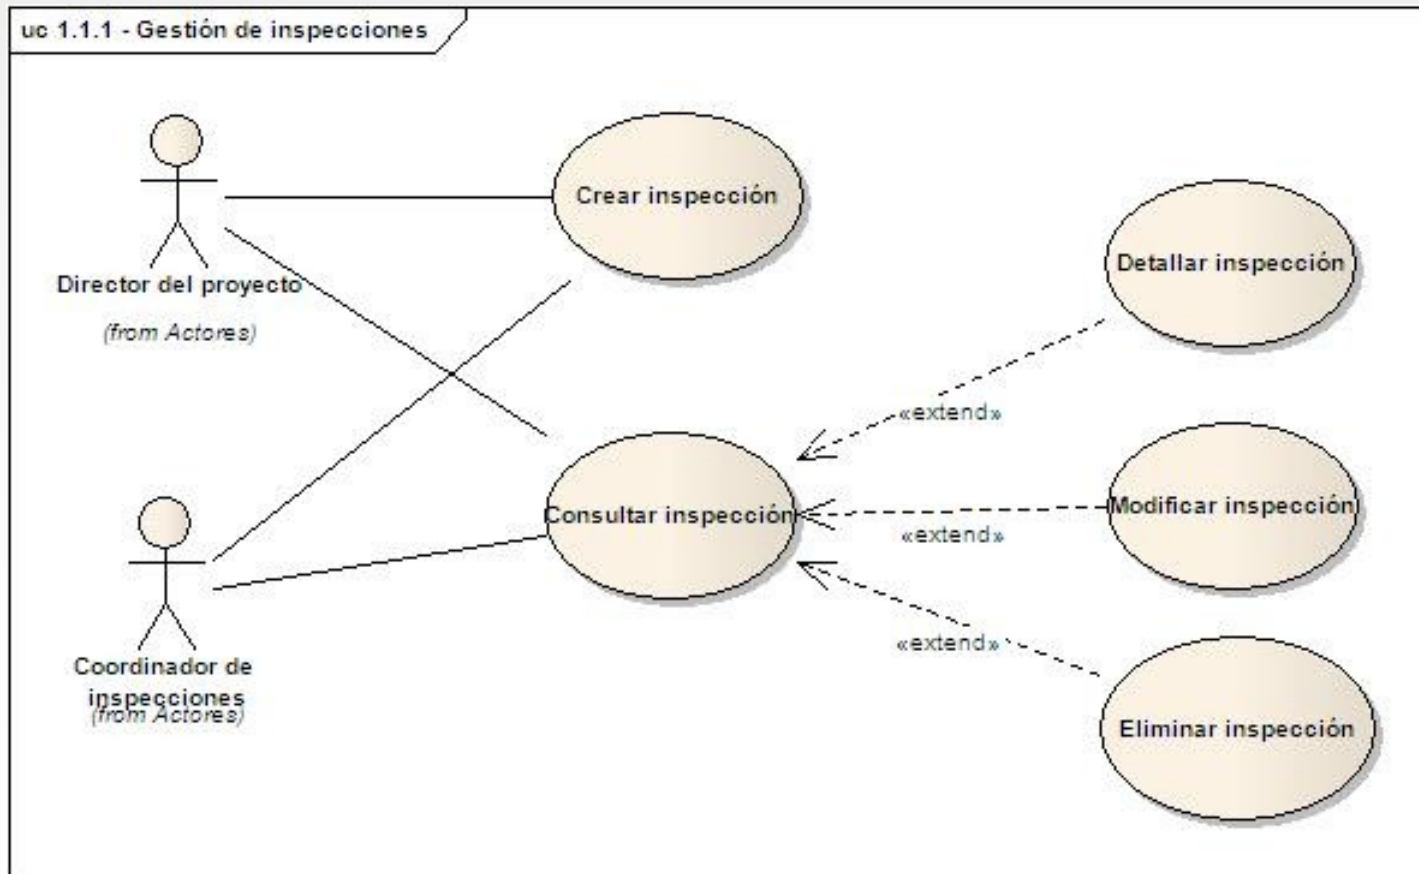 uc 1.1.1 - Gestión de inspecciones
Crear inspección
Director del proyecto
(from Actores)
Detallar inspección
«extend»
Consultar inspección
Modificar inspección
«extend»
Coordinador de
inspecciones
(from Actores)
«extend»
Eliminar inspección